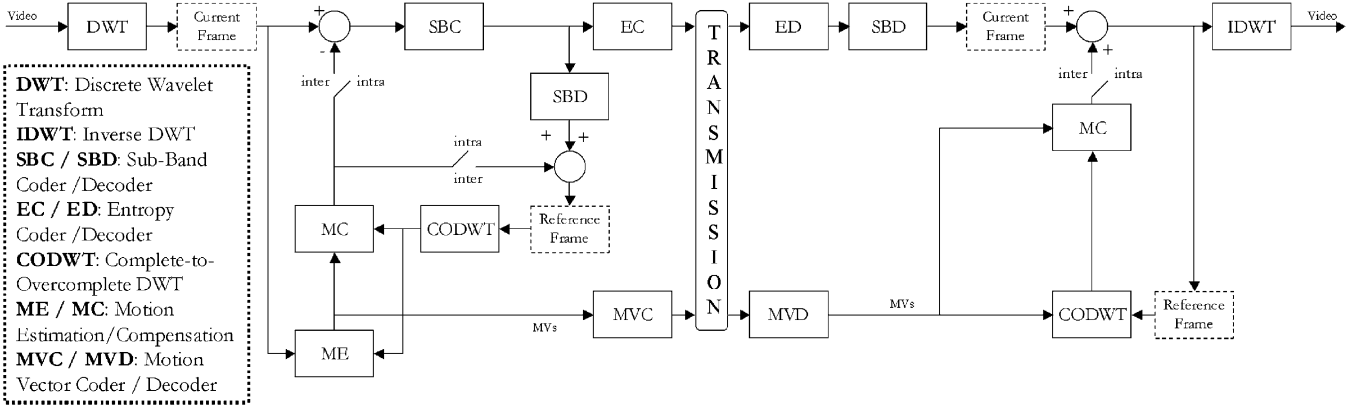 Video
DWT
Current
Frame
+
-
SBC
EC
TRANSMISSION
ED
SBD
Current
Frame
+
+
IDWT
Video
inter
intra
SBD
+
+
intra
inter
inter
intra
MC
MC
CODWT
Reference
Frame
ME
MVs
MVC
MVD
MVs
CODWT
Reference
Frame
DWT: Discrete Wavelet
Transform
IDWT: Inverse DWT
SBC / SBD: Sub-Band
Coder /Decoder
EC / ED: Entropy
Coder /Decoder
CODWT: Complete-to-
Overcomplete DWT
ME / MC: Motion
Estimation/Compensation
MVC / MVD: Motion
Vector Coder / Decoder